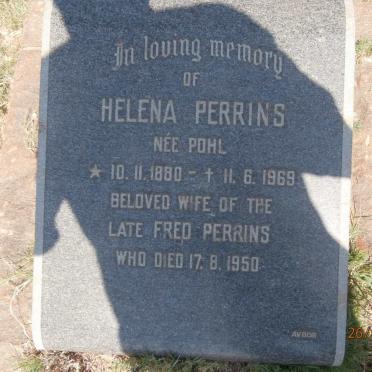 In loving memory
OF
HELENA PERRINS
NÉE POHL
★ 10.11.1880 – † 11.6.1969
BELOVED WIFE OF THE
LATE FRED PERRINS
WHO DIED 17.8.1950
AVBOB